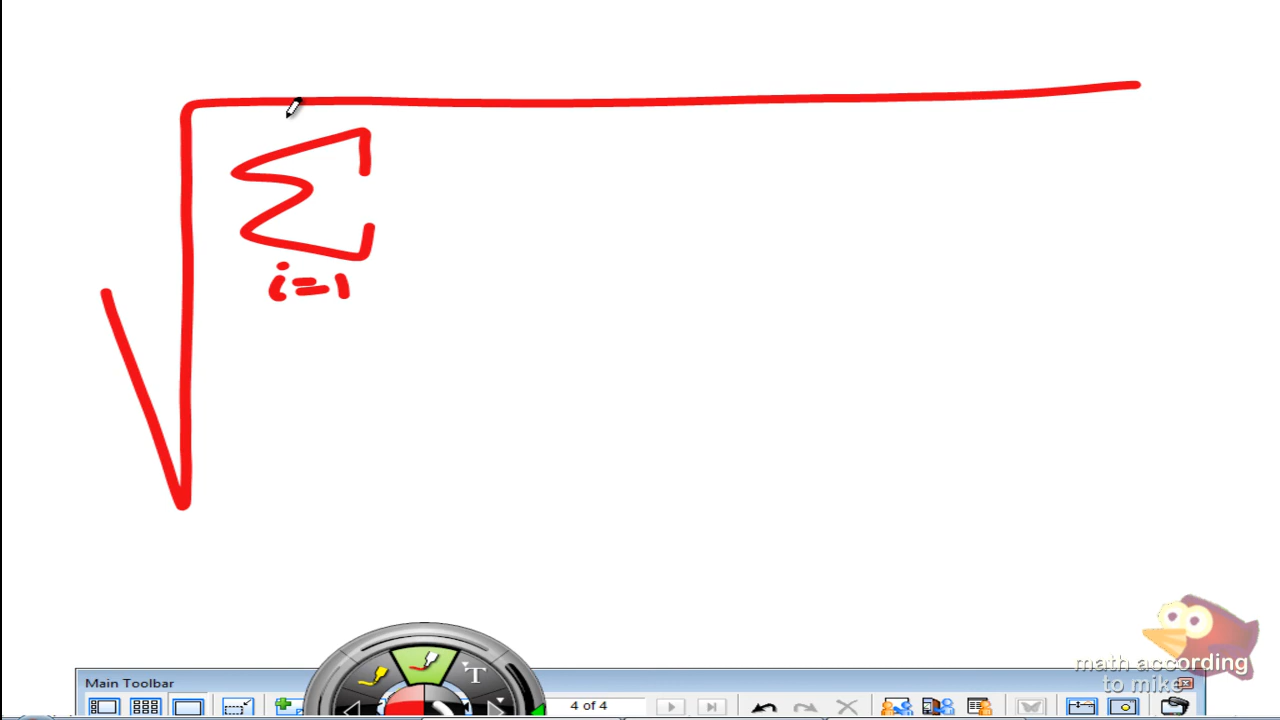 √ Σ
i=1
math according
to mike
Main Toolbar
T
4 of 4